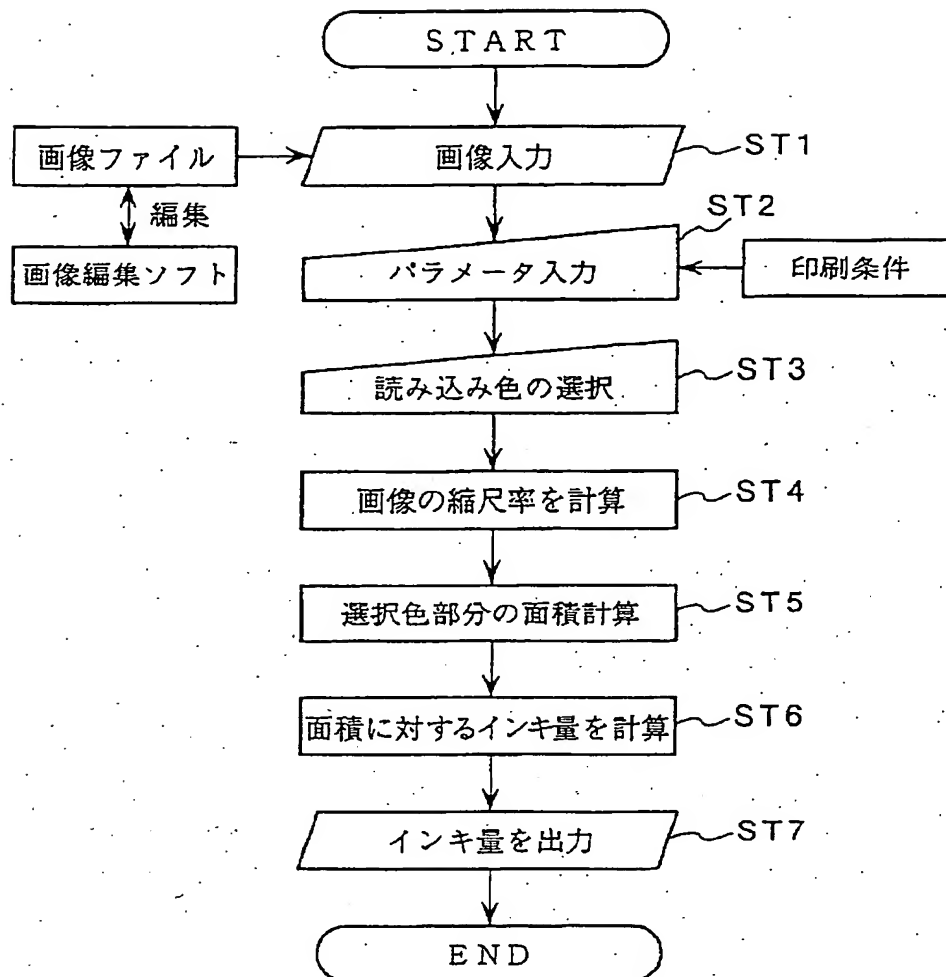 START
画像ファイル
画像入力
ST1
編集
ST2
画像編集ソフト
パラメータ入力
印刷条件
読み込み色の選択
ST3
画像の縮尺率を計算
ST4
選択色部分の面積計算
ST5
面積に対するインキ量を計算
ST6
インキ量を出力
ST7
END